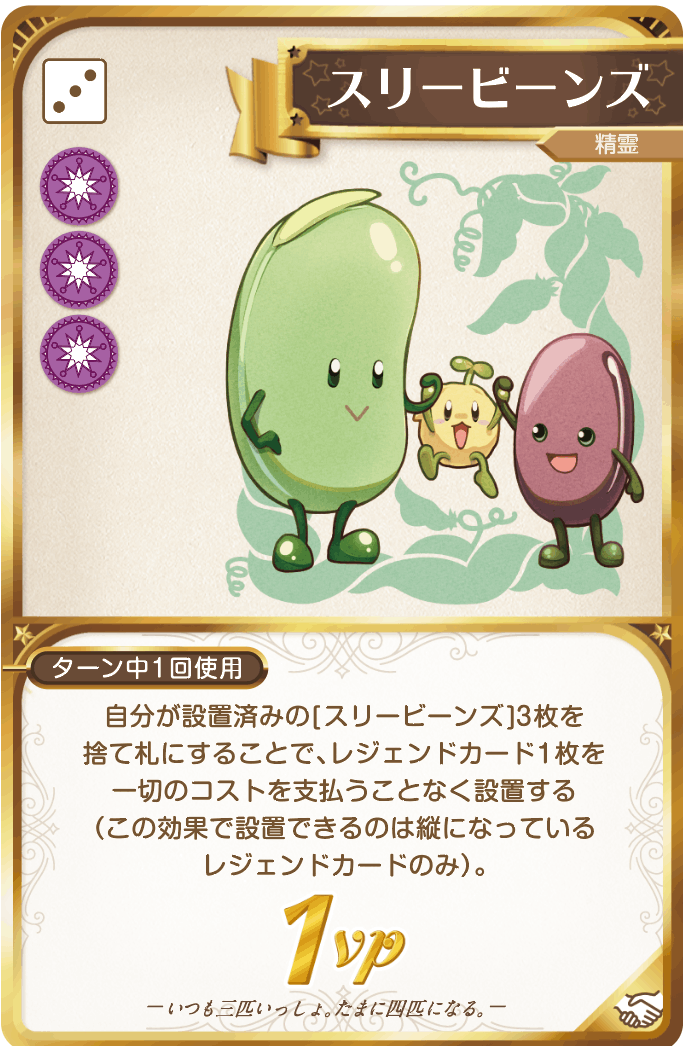 スリービーンズ
精霊
ターン中1回使用
自分が設置済みの[スリービーンズ]3枚を
捨て札にすることで、レジェンドカード1枚を
一切のコストを支払うことなく設置する
（この効果で設置できるのは縦になっている
レジェンドカードのみ）。
1vp
－いつも三匹いっしょ。たまに四匹になる。－